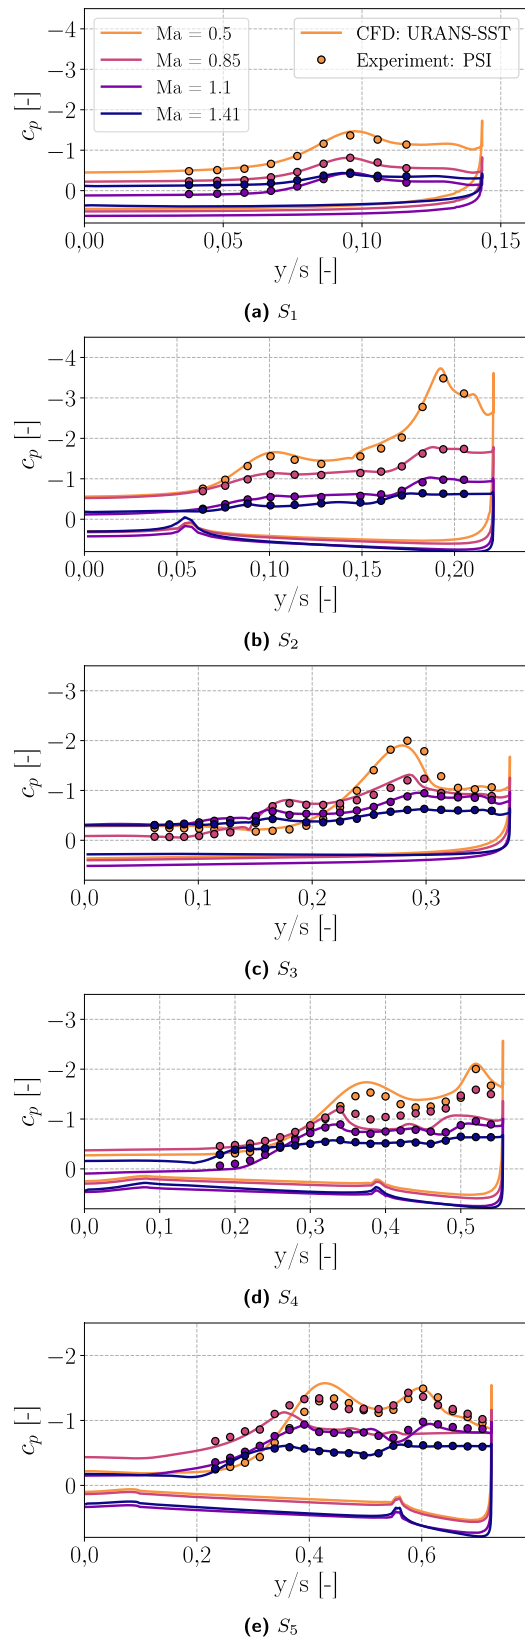 Ma = 0.5
Ma = 0.85
Ma = 1.1
Ma = 1.41
CFD: URANS-SST
Experiment: PSI
−4
−3
−2
−1
0
c_p [-]
0,00 0,05 0,10 0,15
y/s [-]
(a) S_1
−4
−3
−2
−1
0
c_p [-]
0,00 0,05 0,10 0,15 0,20
y/s [-]
(b) S_2
−3
−2
−1
0
c_p [-]
0,0 0,1 0,2 0,3
y/s [-]
(c) S_3
−3
−2
−1
0
c_p [-]
0,0 0,1 0,2 0,3 0,4 0,5
y/s [-]
(d) S_4
−2
−1
0
c_p [-]
0,0 0,2 0,4 0,6
y/s [-]
(e) S_5